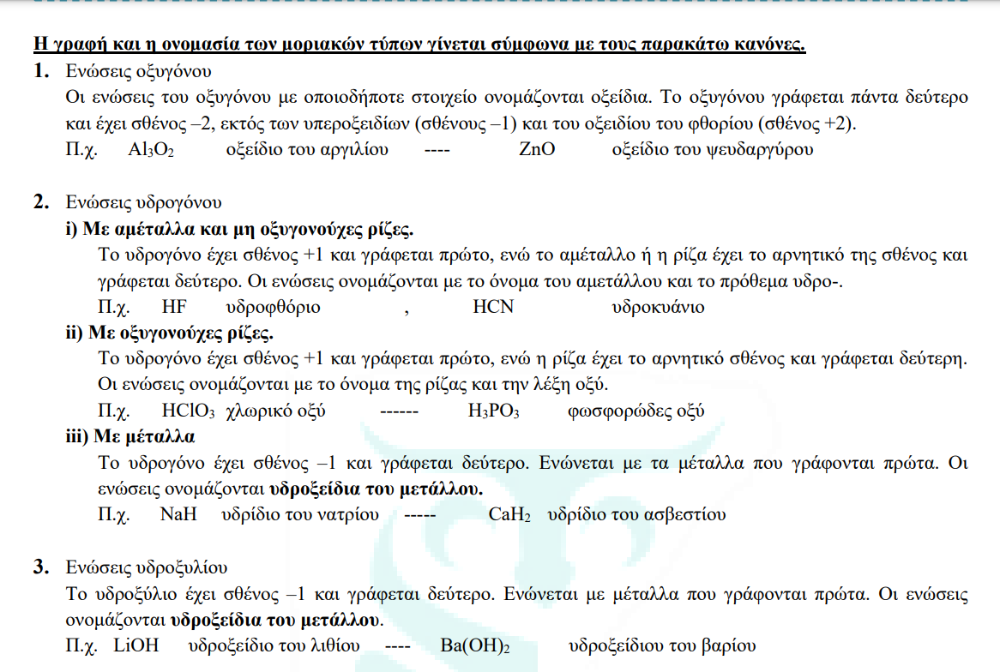 Η γραφή και η ονομασία των μοριακών τύπων γίνεται σύμφωνα με τους παρακάτω κανόνες.
1. Ενώσεις οξυγόνου
Οι ενώσεις του οξυγόνου με οποιοδήποτε στοιχείο ονομάζονται οξείδια. Το οξυγόνου γράφεται πάντα δεύτερο
και έχει σθένος –2, εκτός των υπεροξειδίων (σθένους –1) και του οξειδίου του φθορίου (σθένος +2).
Π.χ. Al₃O₂ οξείδιο του αργιλίου ---- ZnO οξείδιο του ψευδαργύρου
2. Ενώσεις υδρογόνου
i) Με αμέταλλα και μη οξυγονούχες ρίζες.
Το υδρογόνο έχει σθένος +1 και γράφεται πρώτο, ενώ το αμέταλλο ή η ρίζα έχει το αρνητικό της σθένος και
γράφεται δεύτερο. Οι ενώσεις ονομάζονται με το όνομα του αμετάλλου και το πρόθεμα υδρο-.
Π.χ. HF υδροφθόριο , HCN υδροκυάνιο
ii) Με οξυγονούχες ρίζες.
Το υδρογόνο έχει σθένος +1 και γράφεται πρώτο, ενώ η ρίζα έχει το αρνητικό σθένος και γράφεται δεύτερη.
Οι ενώσεις ονομάζονται με το όνομα της ρίζας και την λέξη οξύ.
Π.χ. HClO₃ χλωρικό οξύ ------ H₃PO₃ φωσφορώδες οξύ
iii) Με μέταλλα
Το υδρογόνο έχει σθένος –1 και γράφεται δεύτερο. Ενώνεται με τα μέταλλα που γράφονται πρώτα. Οι
ενώσεις ονομάζονται υδροξείδια του μετάλλου.
Π.χ. NaH υδρίδιο του νατρίου ----- CaH₂ υδρίδιο του ασβεστίου
3. Ενώσεις υδροξυλίου
Το υδροξύλιο έχει σθένος –1 και γράφεται δεύτερο. Ενώνεται με μέταλλα που γράφονται πρώτα. Οι ενώσεις
ονομάζονται υδροξείδια του μετάλλου.
Π.χ. LiOH υδροξείδιο του λιθίου ---- Ba(OH)₂ υδροξείδιου του βαρίου